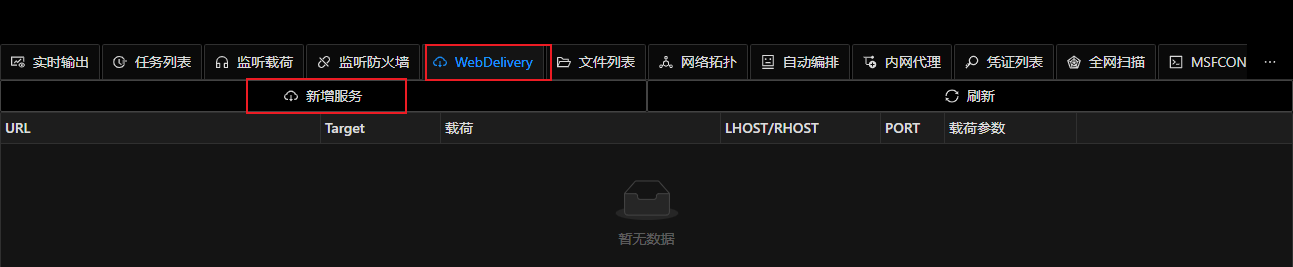 实时输出 任务列表 监听载荷 监听防火墙 WebDelivery 文件列表 网络拓扑 自动编排 内网代理 凭证列表 全网扫描 MSFCON ···
新增服务 刷新
URL Target 载荷 LHOST/RHOST PORT 载荷参数
暂无数据